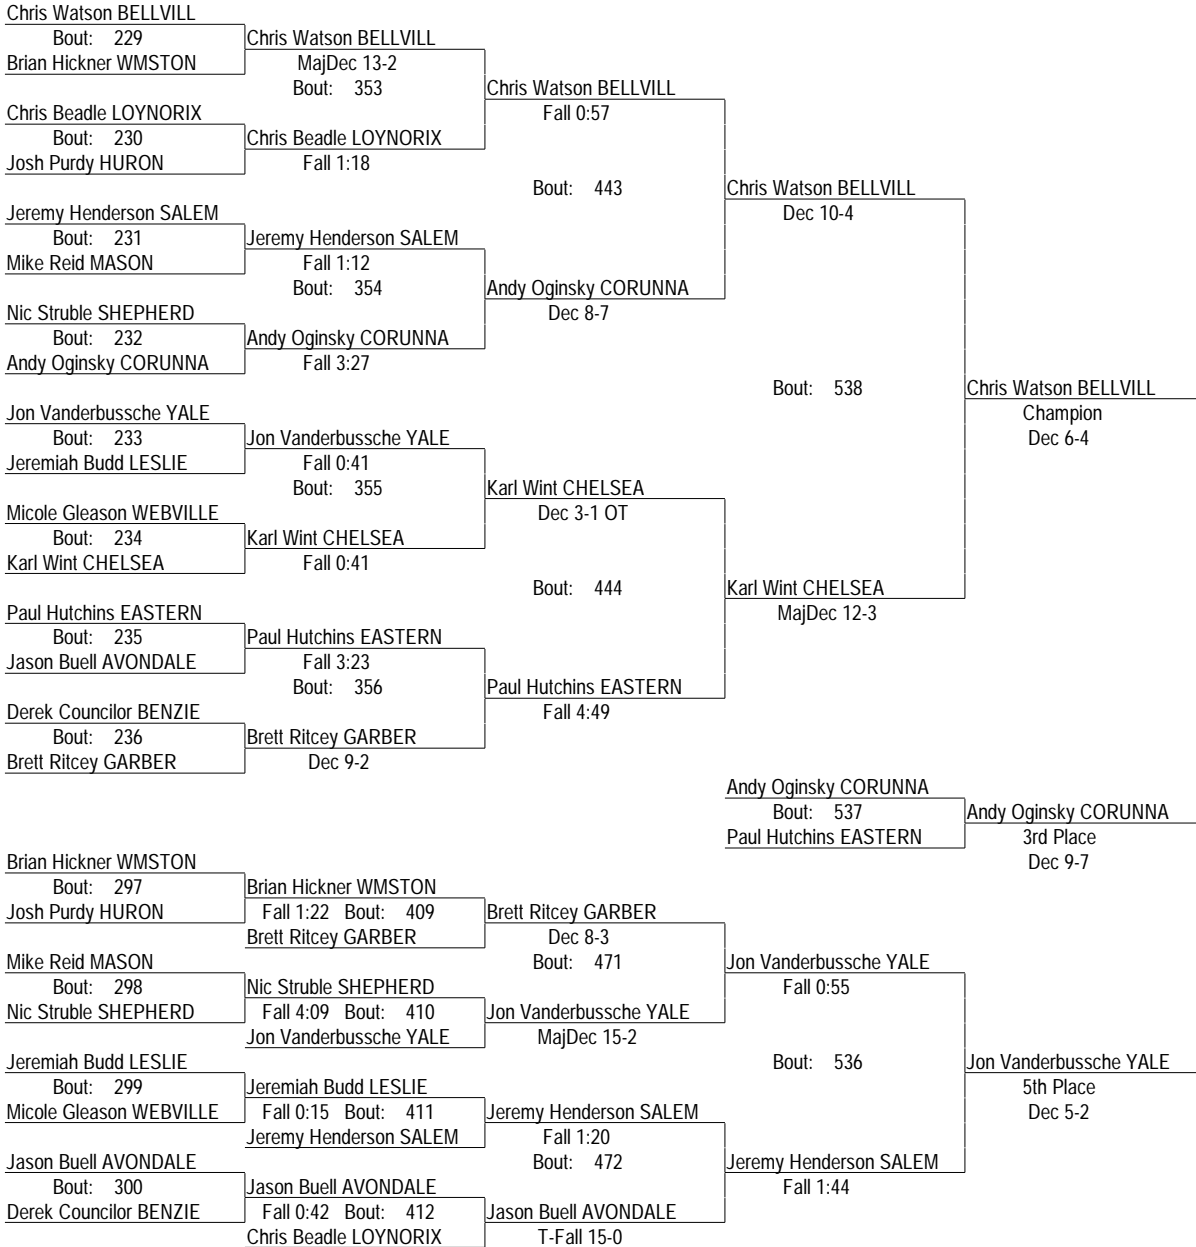 Chris Watson BELLVILL
Bout: 229
Chris Watson BELLVILL
Brian Hickner WMSTON
MajDec 13-2
Bout: 353
Chris Watson BELLVILL
Chris Beadle LOYNORIX
Fall 0:57
Bout: 230
Chris Beadle LOYNORIX
Josh Purdy HURON
Fall 1:18
Bout: 443
Chris Watson BELLVILL
Jeremy Henderson SALEM
Dec 10-4
Bout: 231
Jeremy Henderson SALEM
Mike Reid MASON
Fall 1:12
Bout: 354
Andy Oginsky CORUNNA
Nic Struble SHEPHERD
Dec 8-7
Bout: 232
Andy Oginsky CORUNNA
Andy Oginsky CORUNNA
Fall 3:27
Bout: 538
Chris Watson BELLVILL
Jon Vanderbussche YALE
Champion
Bout: 233
Jon Vanderbussche YALE
Dec 6-4
Jeremiah Budd LESLIE
Fall 0:41
Bout: 355
Karl Wint CHELSEA
Micole Gleason WEBVILLE
Dec 3-1 OT
Bout: 234
Karl Wint CHELSEA
Karl Wint CHELSEA
Fall 0:41
Bout: 444
Karl Wint CHELSEA
Paul Hutchins EASTERN
MajDec 12-3
Bout: 235
Paul Hutchins EASTERN
Jason Buell AVONDALE
Fall 3:23
Bout: 356
Paul Hutchins EASTERN
Derek Councilor BENZIE
Fall 4:49
Bout: 236
Brett Ritcey GARBER
Brett Ritcey GARBER
Dec 9-2
Andy Oginsky CORUNNA
Bout: 537
Andy Oginsky CORUNNA
Paul Hutchins EASTERN
3rd Place
Dec 9-7
Brian Hickner WMSTON
Bout: 297
Brian Hickner WMSTON
Josh Purdy HURON
Fall 1:22 Bout: 409
Brett Ritcey GARBER
Brett Ritcey GARBER
Dec 8-3
Mike Reid MASON
Bout: 471
Jon Vanderbussche YALE
Bout: 298
Nic Struble SHEPHERD
Fall 0:55
Nic Struble SHEPHERD
Fall 4:09 Bout: 410
Jon Vanderbussche YALE
Jon Vanderbussche YALE
MajDec 15-2
Jeremiah Budd LESLIE
Bout: 536
Jon Vanderbussche YALE
Bout: 299
Jeremiah Budd LESLIE
5th Place
Micole Gleason WEBVILLE
Fall 0:15 Bout: 411
Jeremy Henderson SALEM
Dec 5-2
Jeremy Henderson SALEM
Fall 1:20
Jason Buell AVONDALE
Bout: 472
Jeremy Henderson SALEM
Bout: 300
Jason Buell AVONDALE
Fall 1:44
Derek Councilor BENZIE
Fall 0:42 Bout: 412
Jason Buell AVONDALE
Chris Beadle LOYNORIX
T-Fall 15-0